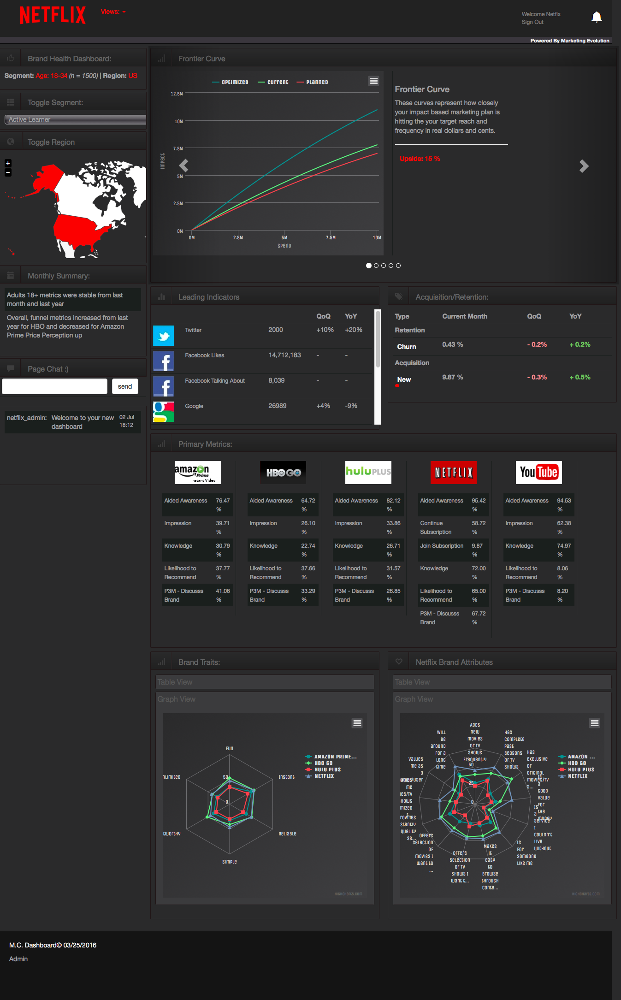 NETFLIX
Views:
Welcome Netfix
Sign Out
Powered By Marketing Evolution
Brand Health Dashboard:
Segment: Age: 18-34 (n = 1500) | Region: US
Toggle Segment:
Active Learner
Toggle Region
+
−
Monthly Summary:
Adults 18+ metrics were stable from last
month and last year
Overall, funnel metrics increased from last
year for HBO and decreased for Amazon
Prime Price Perception up
Page Chat :)
send
netflix_admin: Welcome to your new 02 Jul
dashboard 18:12
Frontier Curve
Optimized Current Planned
12.5M
10M
7.5M
5M
2.5M
0M
Impact
0M 2.5M 5M 7.5M 10M
Spend
Frontier Curve
These curves represent how closely
your impact based marketing plan is
hitting the your target reach and
frequency in real dollars and cents.
Upside: 15 %
Leading Indicators
QoQ YoY
Twitter 2000 +10% +20%
Facebook Likes 14,712,183 - -
Facebook Talking About 8,039 - -
Google 26989 +4% -9%
Acquisition/Retention:
Type Current Month QoQ YoY
Retention
Churn 0.43 % - 0.2% + 0.2%
Acquisition
New 9.87 % - 0.3% + 0.5%
Primary Metrics:
amazon
Prime
Instant Video
Aided Awareness 76.47
%
Impression 39.71
%
Knowledge 30.79
%
Likelihood to 37.77
Recommend %
P3M - Discusss 41.06
Brand %
HBO GO
Aided Awareness 64.72
%
Impression 26.10
%
Knowledge 22.74
%
Likelihood to 37.66
Recommend %
P3M - Discusss 33.29
Brand %
hulu PLUS
Aided Awareness 82.12
%
Impression 33.86
%
Knowledge 26.71
%
Likelihood to 31.57
Recommend %
P3M - Discusss 26.85
Brand %
NETFLIX
Aided Awareness 95.42
%
Continue 58.72
Subscription %
Join Subscription 9.87
%
Knowledge 72.00
%
Likelihood to 65.00
Recommend %
P3M - Discusss 67.72
Brand %
YouTube
Aided Awareness 94.53
%
Impression 62.38
%
Knowledge 74.97
%
Likelihood to 8.06
Recommend %
P3M - Discusss 8.20
Brand %
Brand Traits:
Table View
Graph View
Fun
Instant
Reliable
Simple
tworthy
nlimited
50
0
AMAZON PRIME...
HBO GO
HULU PLUS
NETFLIX
Highcharts.com
Netflix Brand Attributes
Table View
Graph View
Adds
new
movies
or TV
shows
frequently
Has
complete
past
seasons
of TV
shows
Has
exclusive
or
original
movies/TV
s...
Is
a
good
value
for
the
money
Is
a
service
I
couldn't
live
without
Is
for
someone
like me
Makes
it
easy
to
browse
through
conte...
Offers
selection
of TV
shows I
want t...
Offers
selection
of
movies I
want to
...
rovides
stently
quality
se...
me
ies/TV
hows
mized
Values
me as
a
omer/user
Will
be
around
for a
long
time
50
25
0
AMAZON ...
HBO GO
HULU PLUS
NETFLIX
Highcharts.com
M.C. Dashboard© 03/25/2016
Admin